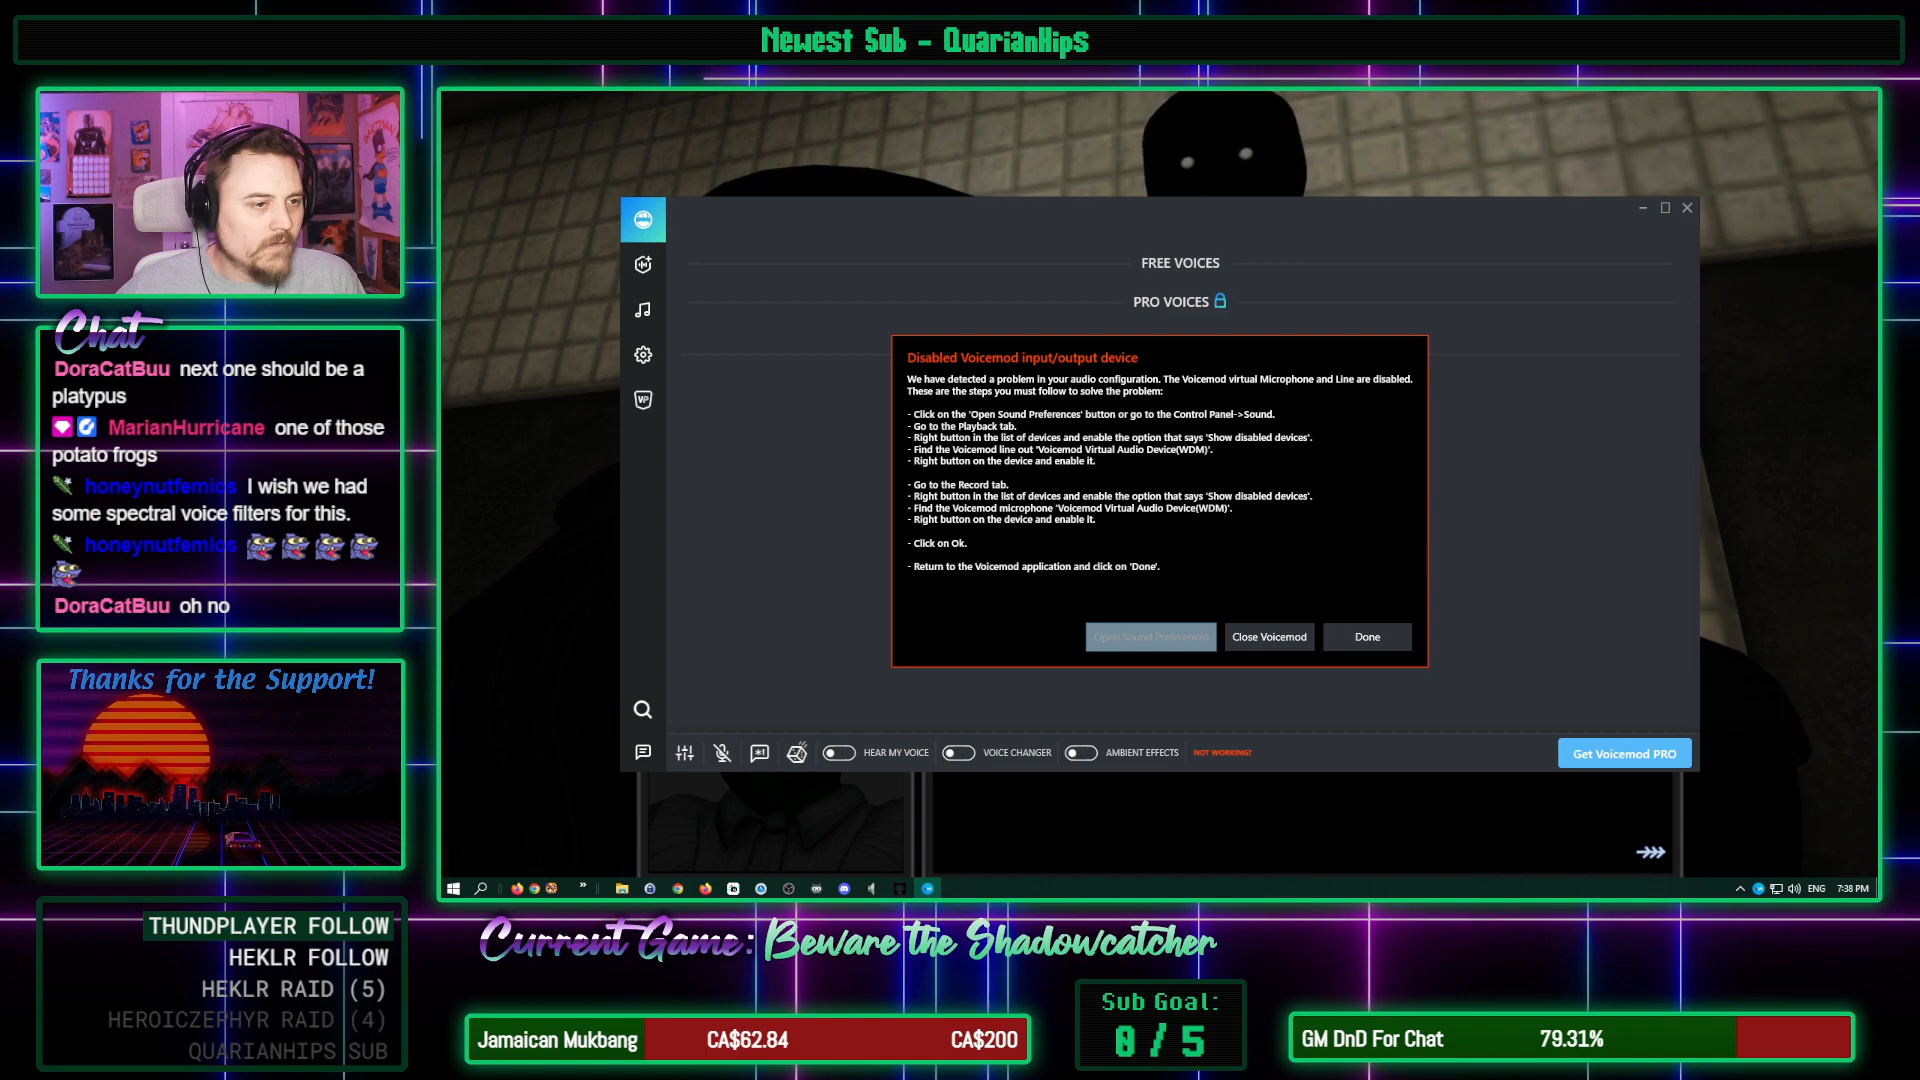 Newest Sub - QuarianHips
Chat
DoraCatBuu next one should be a
platypus
MarianHurricane one of those
potato frogs
honeynutfemios I wish we had
some spectral voice filters for this.
honeynutfemios
DoraCatBuu oh no
Thanks for the Support!
THUNDPLAYER FOLLOW
HEKLR FOLLOW
HEKLR RAID (5)
HEROICZEPHYR RAID (4)
QUARIANHIPS SUB
FREE VOICES
PRO VOICES
Disabled Voicemod input/output device
We have detected a problem in your audio configuration. The Voicemod virtual Microphone and Line are disabled.
These are the steps you must follow to solve the problem:
- Click on the 'Open Sound Preferences' button or go to the Control Panel->Sound.
- Go to the Playback tab.
- Right button in the list of devices and enable the option that says 'Show disabled devices'.
- Find the Voicemod line out 'Voicemod Virtual Audio Device(WDM)'.
- Right button on the device and enable it.
- Go to the Record tab.
- Right button in the list of devices and enable the option that says 'Show disabled devices'.
- Find the Voicemod microphone 'Voicemod Virtual Audio Device(WDM)'.
- Right button on the device and enable it.
- Click on Ok.
- Return to the Voicemod application and click on 'Done'.
Open Sound Preferences
Close Voicemod
Done
HEAR MY VOICE
VOICE CHANGER
AMBIENT EFFECTS
NOT WORKING?
Get Voicemod PRO
ENG
7:38 PM
Current Game: Beware the Shadowcatcher
Jamaican Mukbang CA$62.84 CA$200
Sub Goal:
0 / 5
GM DnD For Chat 79.31%